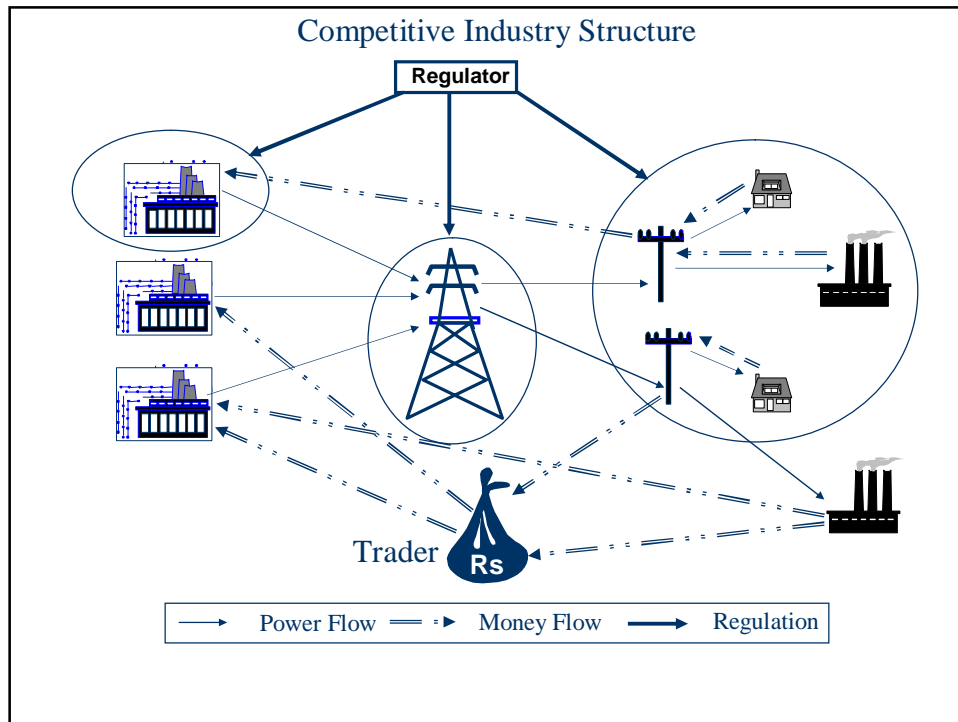 Competitive Industry Structure
Regulator
Trader
Rs
Power Flow Money Flow Regulation